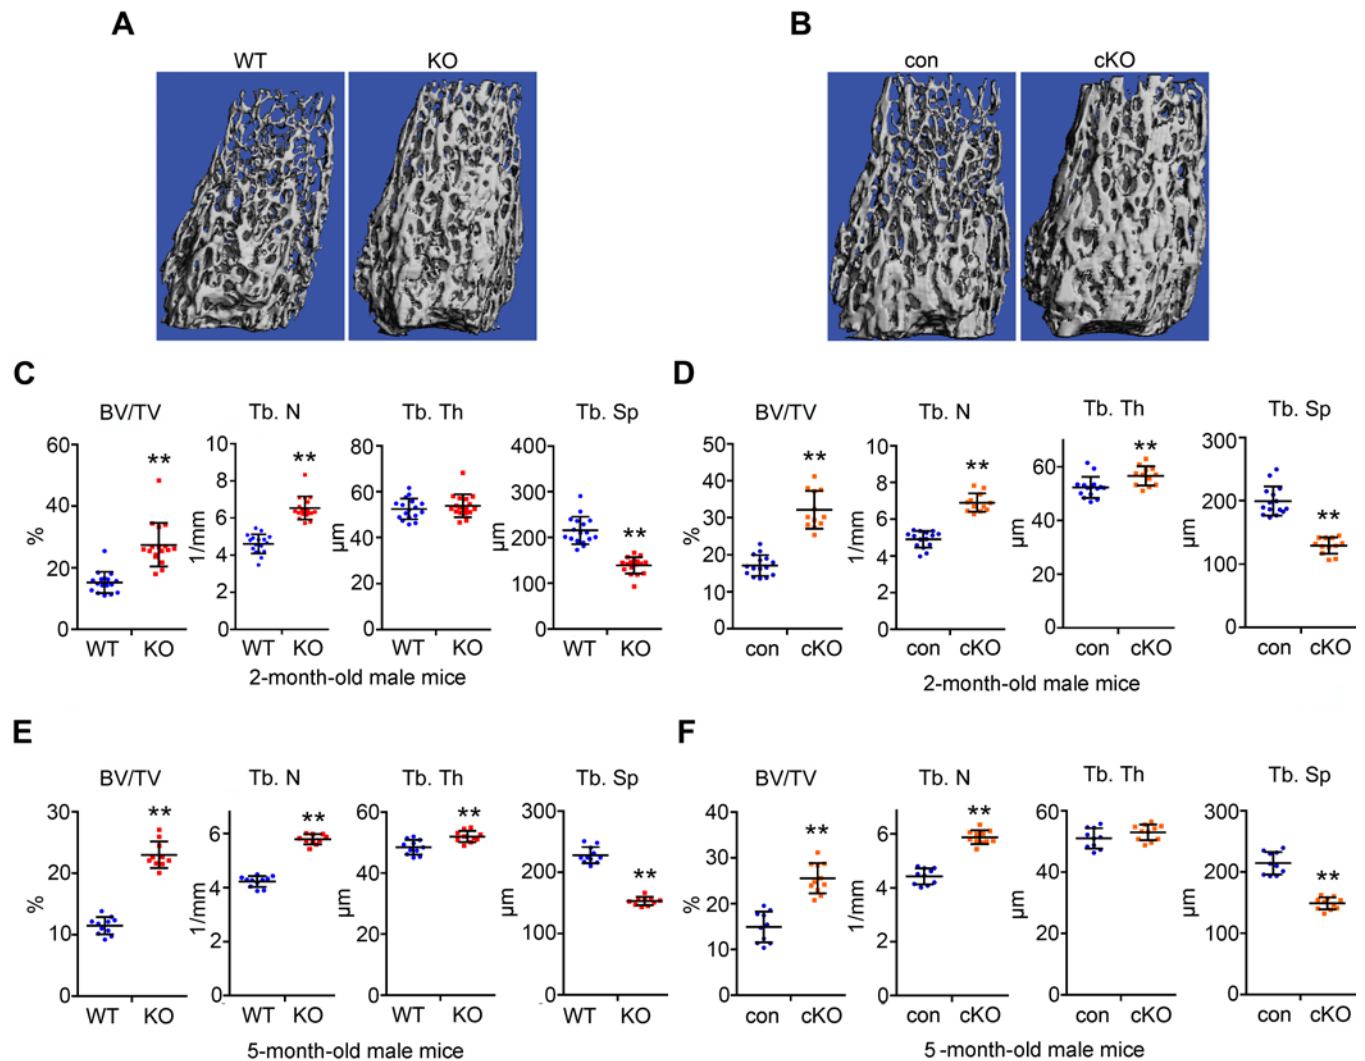 A
B
WT
KO
con
cKO
C
BV/TV
Tb. N
Tb. Th
Tb. Sp
%
60
40
20
0
**
WT
KO
1/mm
10
8
6
4
2
0
**
WT
KO
µm
80
60
40
20
0
WT
KO
µm
400
300
200
100
0
**
WT
KO
2-month-old male mice
D
BV/TV
Tb. N
Tb. Th
Tb. Sp
%
50
40
30
20
10
0
**
con
cKO
1/mm
10
8
6
4
2
0
**
con
cKO
µm
60
40
20
0
**
con
cKO
µm
300
200
100
0
**
con
cKO
2-month-old male mice
E
BV/TV
Tb. N
Tb. Th
Tb. Sp
%
30
20
10
0
**
WT
KO
1/mm
6
4
2
0
**
WT
KO
µm
60
40
20
0
**
WT
KO
µm
300
200
100
0
**
WT
KO
5-month-old male mice
F
BV/TV
Tb. N
Tb. Th
Tb. Sp
%
40
30
20
10
0
**
con
cKO
1/mm
6
4
2
0
**
con
cKO
µm
60
40
20
0
con
cKO
µm
300
200
100
0
**
con
cKO
5-month-old male mice